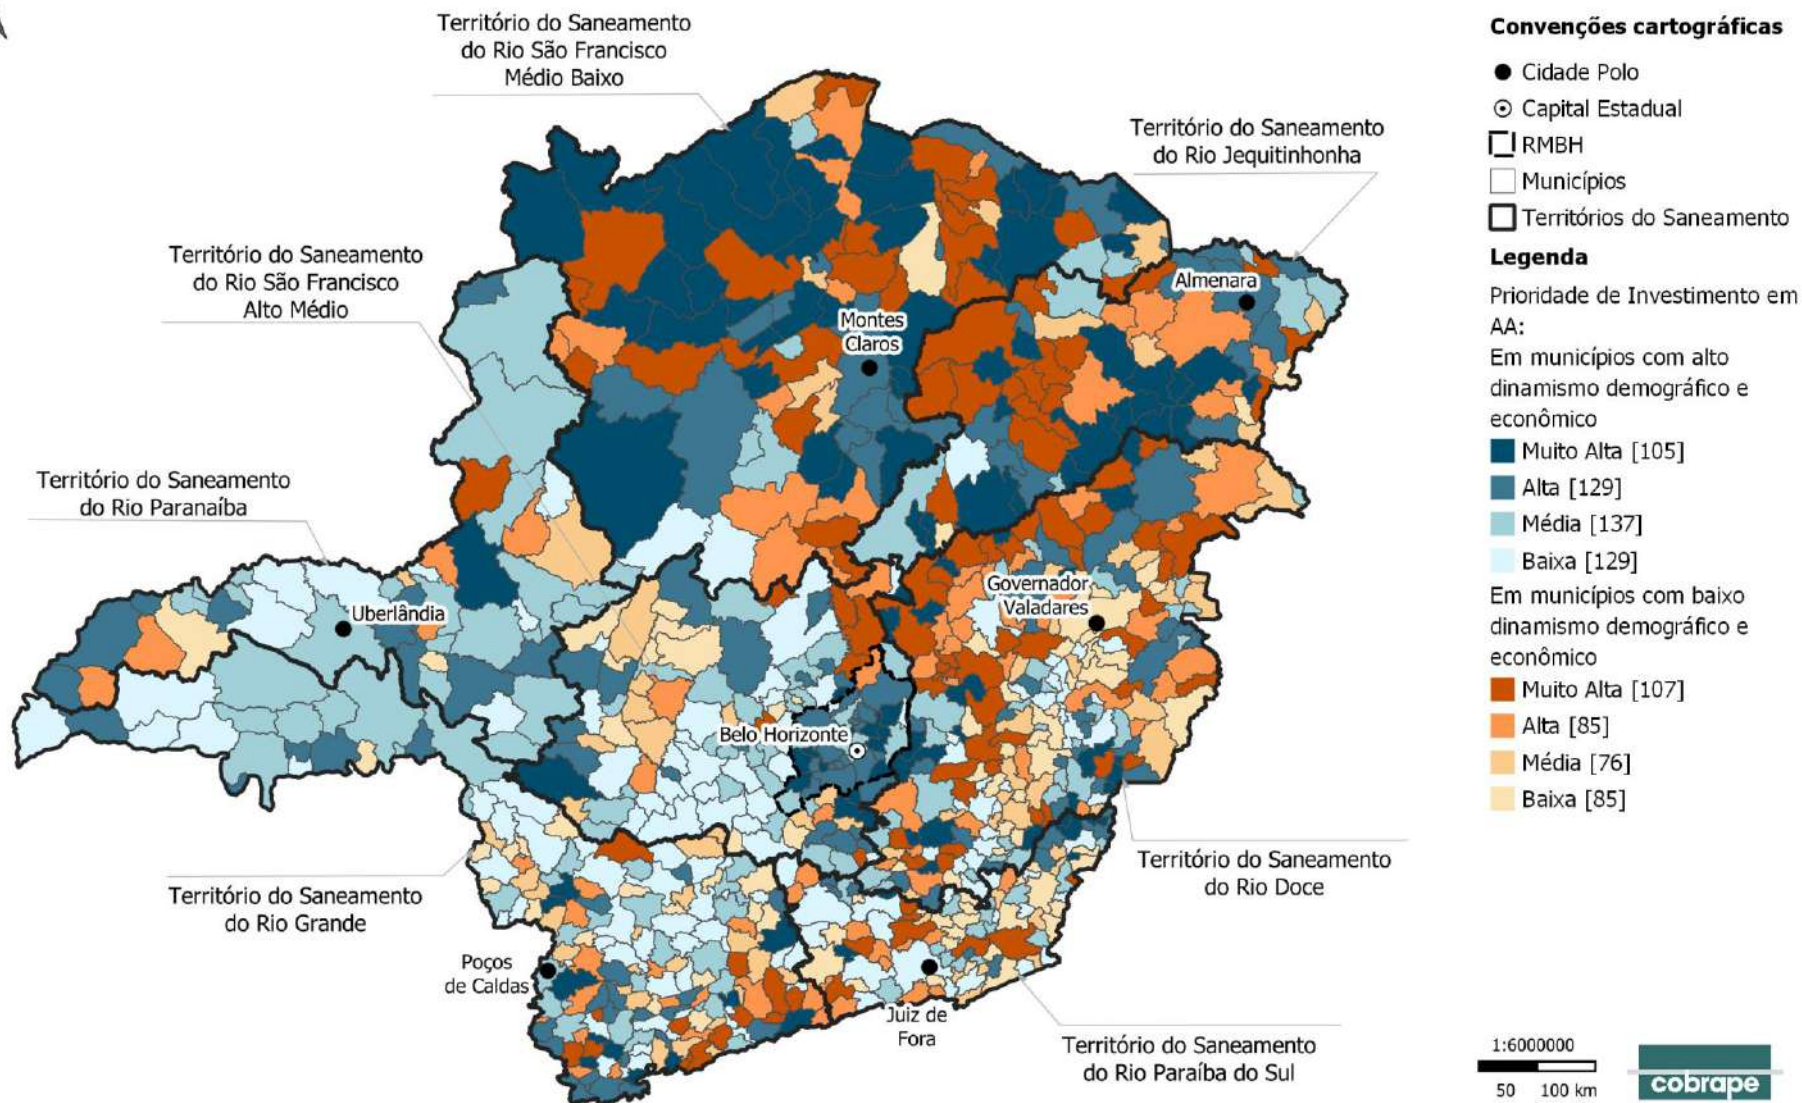 Território do Saneamento
do Rio São Francisco
Médio Baixo
Território do Saneamento
do Rio Jequitinhonha
Território do Saneamento
do Rio São Francisco
Alto Médio
Território do Saneamento
do Rio Paranaíba
Almenara
Montes
Claros
Uberlândia
Governador
Valadares
Belo Horizonte
Território do Saneamento
do Rio Grande
Território do Saneamento
do Rio Doce
Poços
de Caldas
Juiz de
Fora
Território do Saneamento
do Rio Paraíba do Sul
Convenções cartográficas
Cidade Polo
Capital Estadual
RMBH
Municípios
Territórios do Saneamento
Legenda
Prioridade de Investimento em
AA:
Em municípios com alto
dinamismo demográfico e
econômico
Muito Alta [105]
Alta [129]
Média [137]
Baixa [129]
Em municípios com baixo
dinamismo demográfico e
econômico
Muito Alta [107]
Alta [85]
Média [76]
Baixa [85]
1:6000000
50 100 km
cobrape